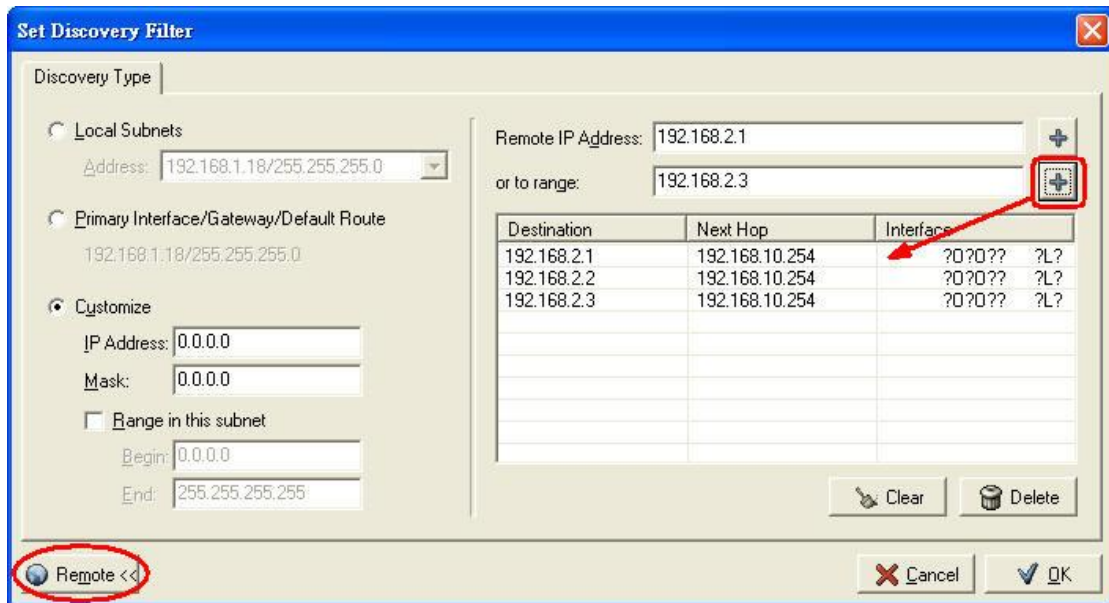 Set Discovery Filter
Discovery Type
Local Subnets
Address: 192.168.1.18/255.255.255.0
Primary Interface/Gateway/Default Route
192.168.1.18/255.255.255.0
Customize
IP Address: 0.0.0.0
Mask: 0.0.0.0
Range in this subnet
Begin: 0.0.0.0
End: 255.255.255.255
Remote IP Address: 192.168.2.1
or to range: 192.168.2.3
Destination Next Hop Interface
192.168.2.1 192.168.10.254 ?O?O?? ?L?
192.168.2.2 192.168.10.254 ?O?O?? ?L?
192.168.2.3 192.168.10.254 ?O?O?? ?L?
Clear Delete
Remote << Cancel OK